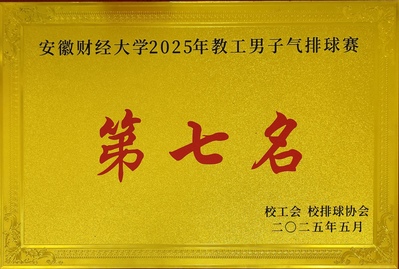 安徽财经大学2025年教工男子气排球赛
第七名
校工会 校排球协会
二〇二五年五月